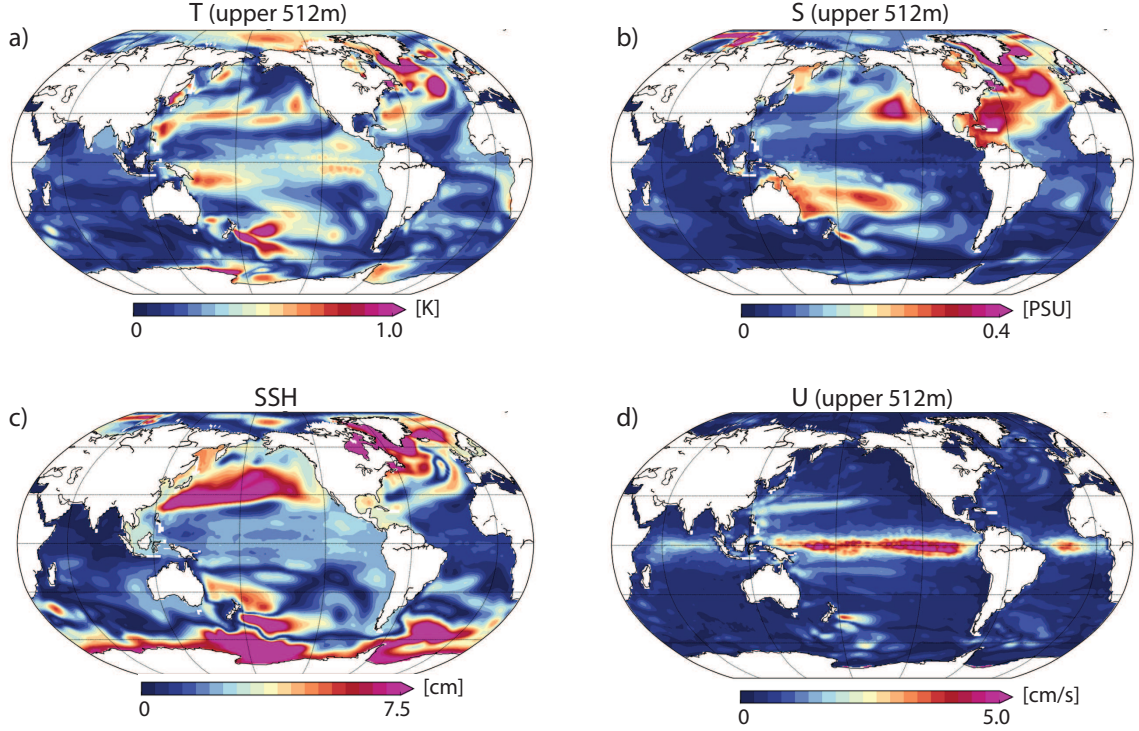 a)
T (upper 512m)
0
1.0
[K]
b)
S (upper 512m)
0
0.4
[PSU]
c)
SSH
0
7.5
[cm]
d)
U (upper 512m)
0
5.0
[cm/s]